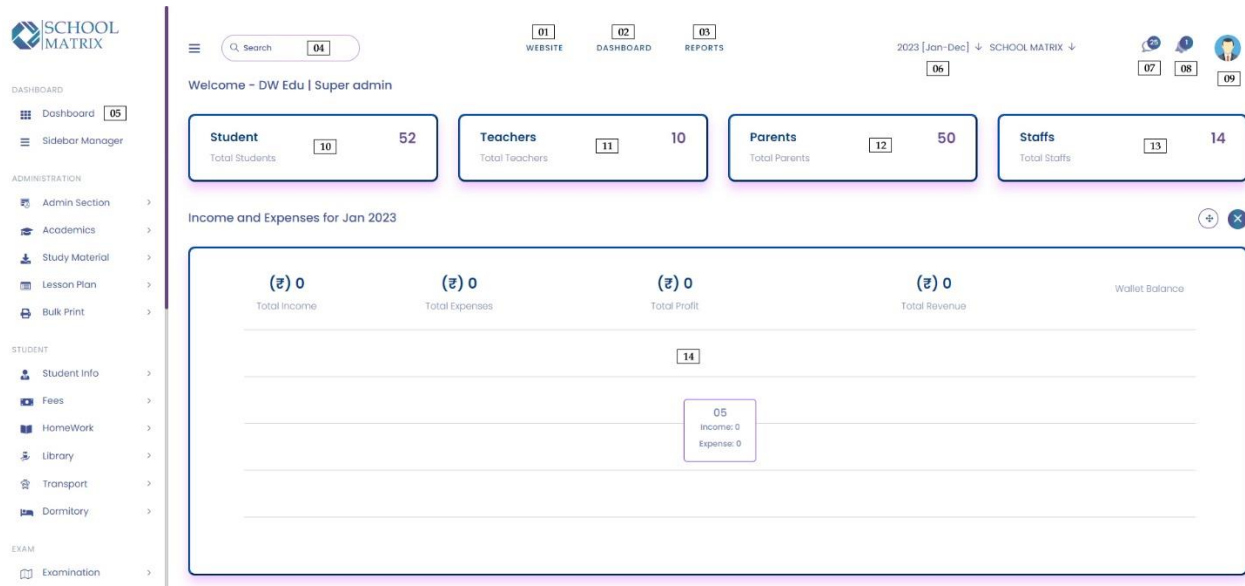 SCHOOL
MATRIX
DASHBOARD
Dashboard 05
Sidebar Manager
ADMINISTRATION
Admin Section
Academics
Study Material
Lesson Plan
Bulk Print
STUDENT
Student Info
Fees
HomeWork
Library
Transport
Dormitory
EXAM
Examination
Search 04
01 02 03
WEBSITE DASHBOARD REPORTS
2023 [Jan-Dec] SCHOOL MATRIX
25 1
06 07 08 09
Welcome - DW Edu | Super admin
Student 10 52
Total Students
Teachers 11 10
Total Teachers
Parents 12 50
Total Parents
Staffs 13 14
Total Staffs
Income and Expenses for Jan 2023
(₹) 0 (₹) 0 (₹) 0 (₹) 0
Total Income Total Expenses Total Profit Total Revenue Wallet Balance
14
05
Income: 0
Expense: 0